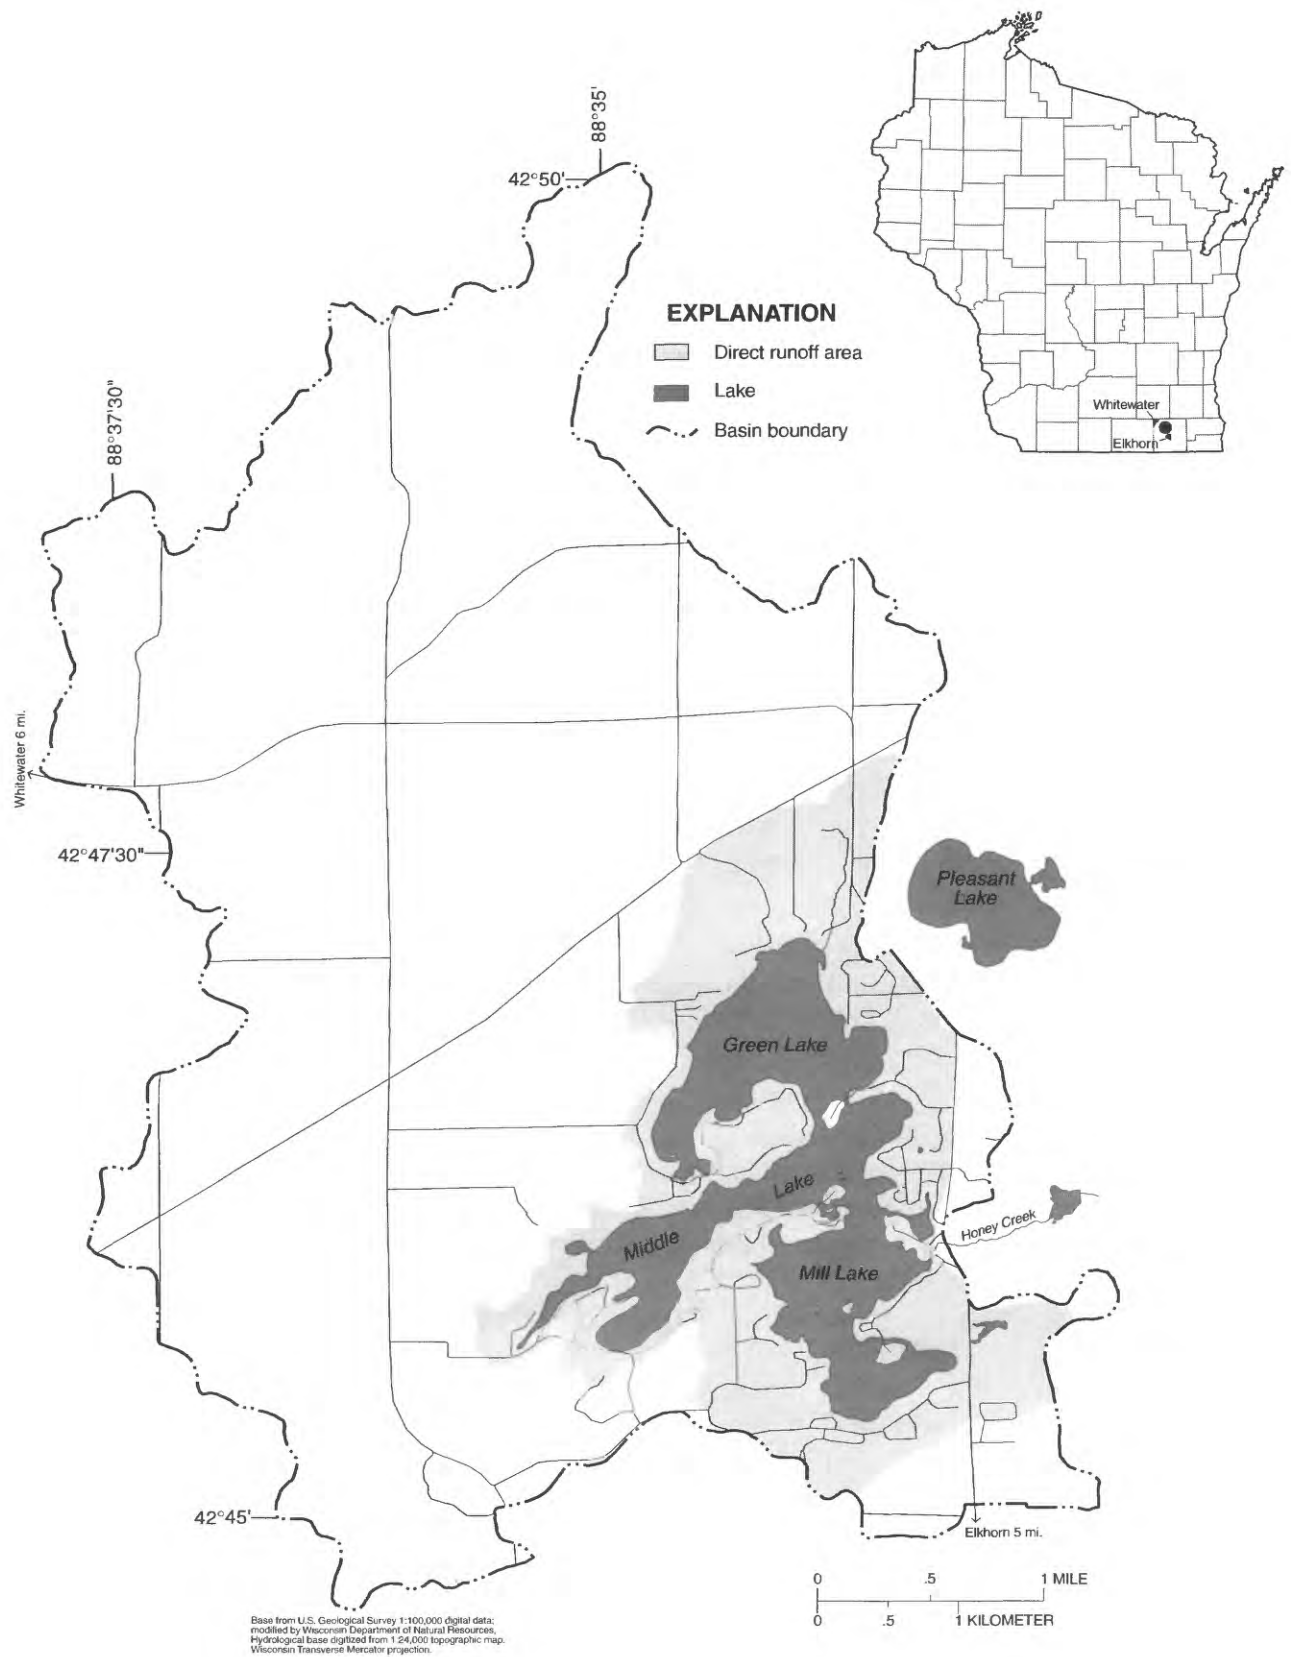 88°35'
42°50'
EXPLANATION
Direct runoff area
Lake
Basin boundary
Whitewater
Elkhorn
88°37'30"
Whitewater 6 mi.
42°47'30"
Pleasant
Lake
Green Lake
Lake
Middle
Honey Creek
Mill Lake
42°45'
Elkhorn 5 mi.
0 .5 1 MILE
0 .5 1 KILOMETER
Base from U.S. Geological Survey 1:100,000 digital data;
modified by Wisconsin Department of Natural Resources,
Hydrological base digitized from 1:24,000 topographic map.
Wisconsin Transverse Mercator projection.